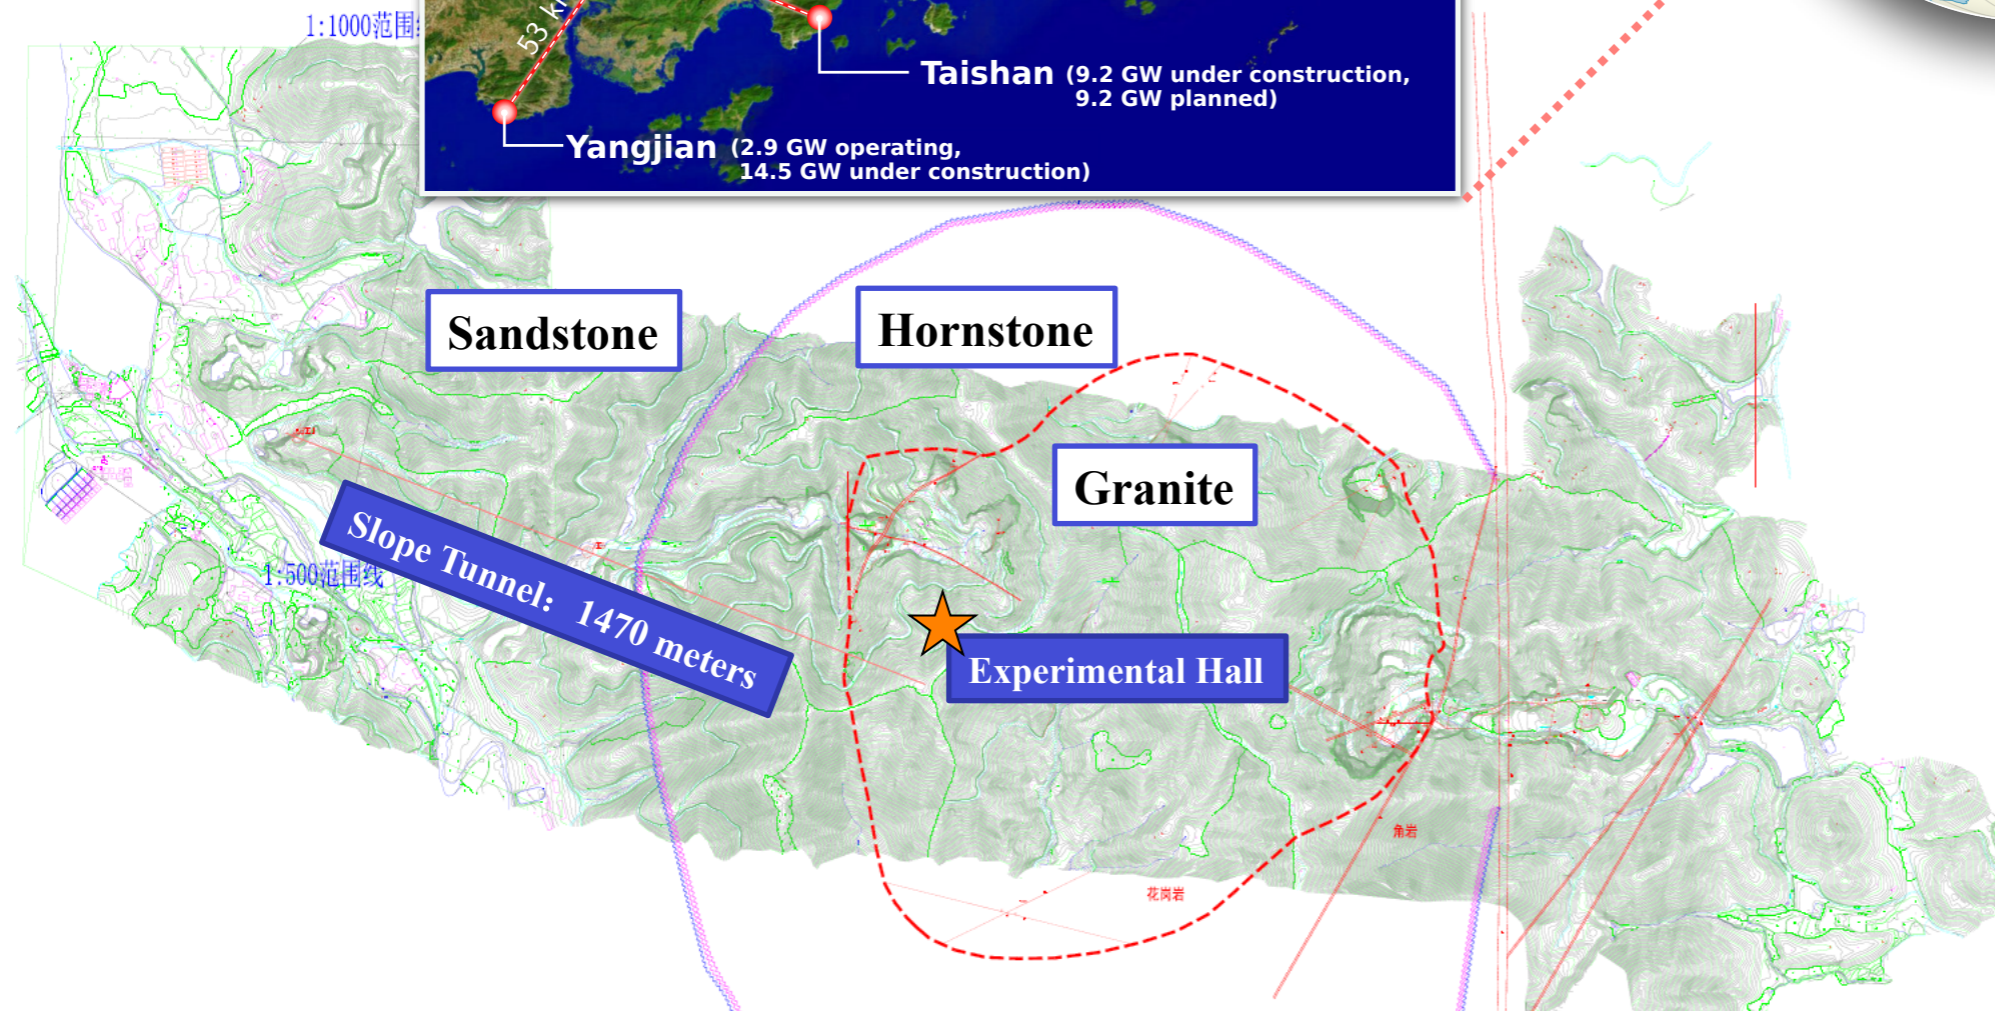 1:1000范围
53 k
Taishan (9.2 GW under construction,
9.2 GW planned)
Yangjian (2.9 GW operating,
14.5 GW under construction)
Sandstone
Hornstone
Granite
Slope Tunnel: 1470 meters
1:500范围线
Experimental Hall
角岩
花岗岩